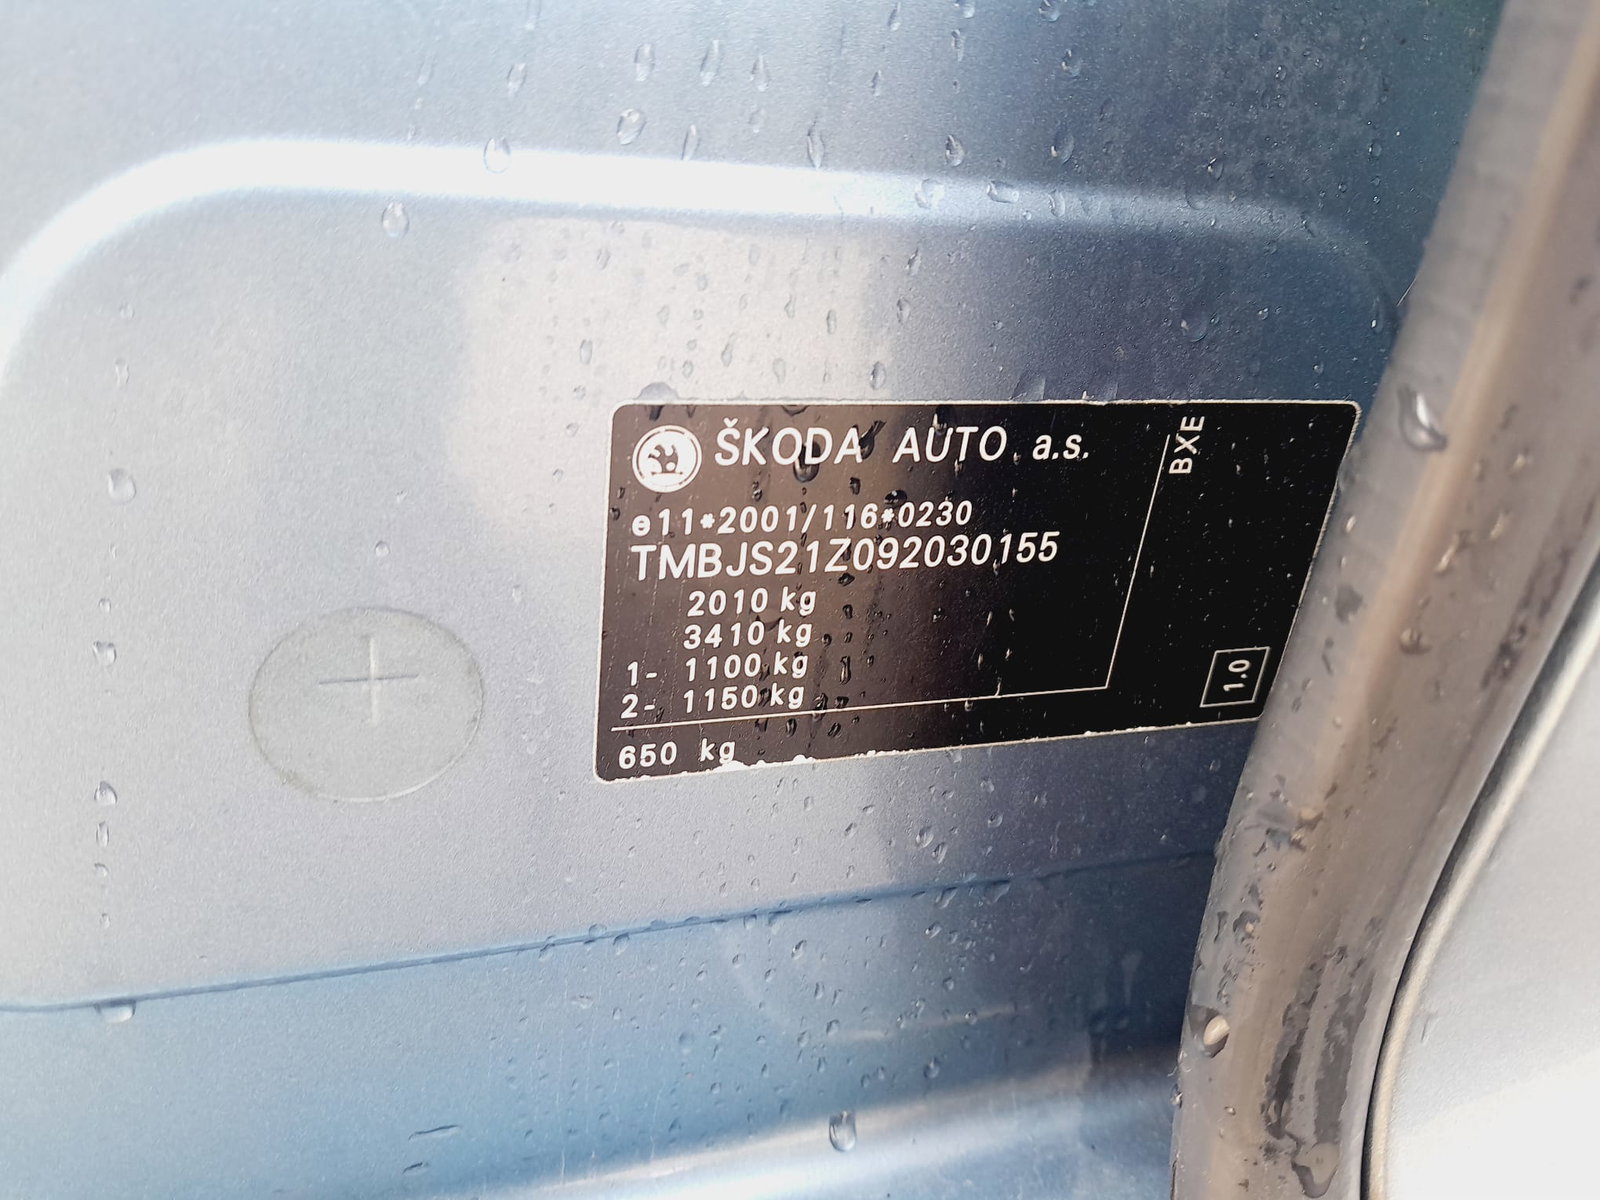 ŠKODA AUTO a.s.
e11*2001/116*0230
TMBJS21Z092030155
2010 kg
3410 kg
1- 1100 kg
2- 1150 kg
650 kg
BXE
1.0